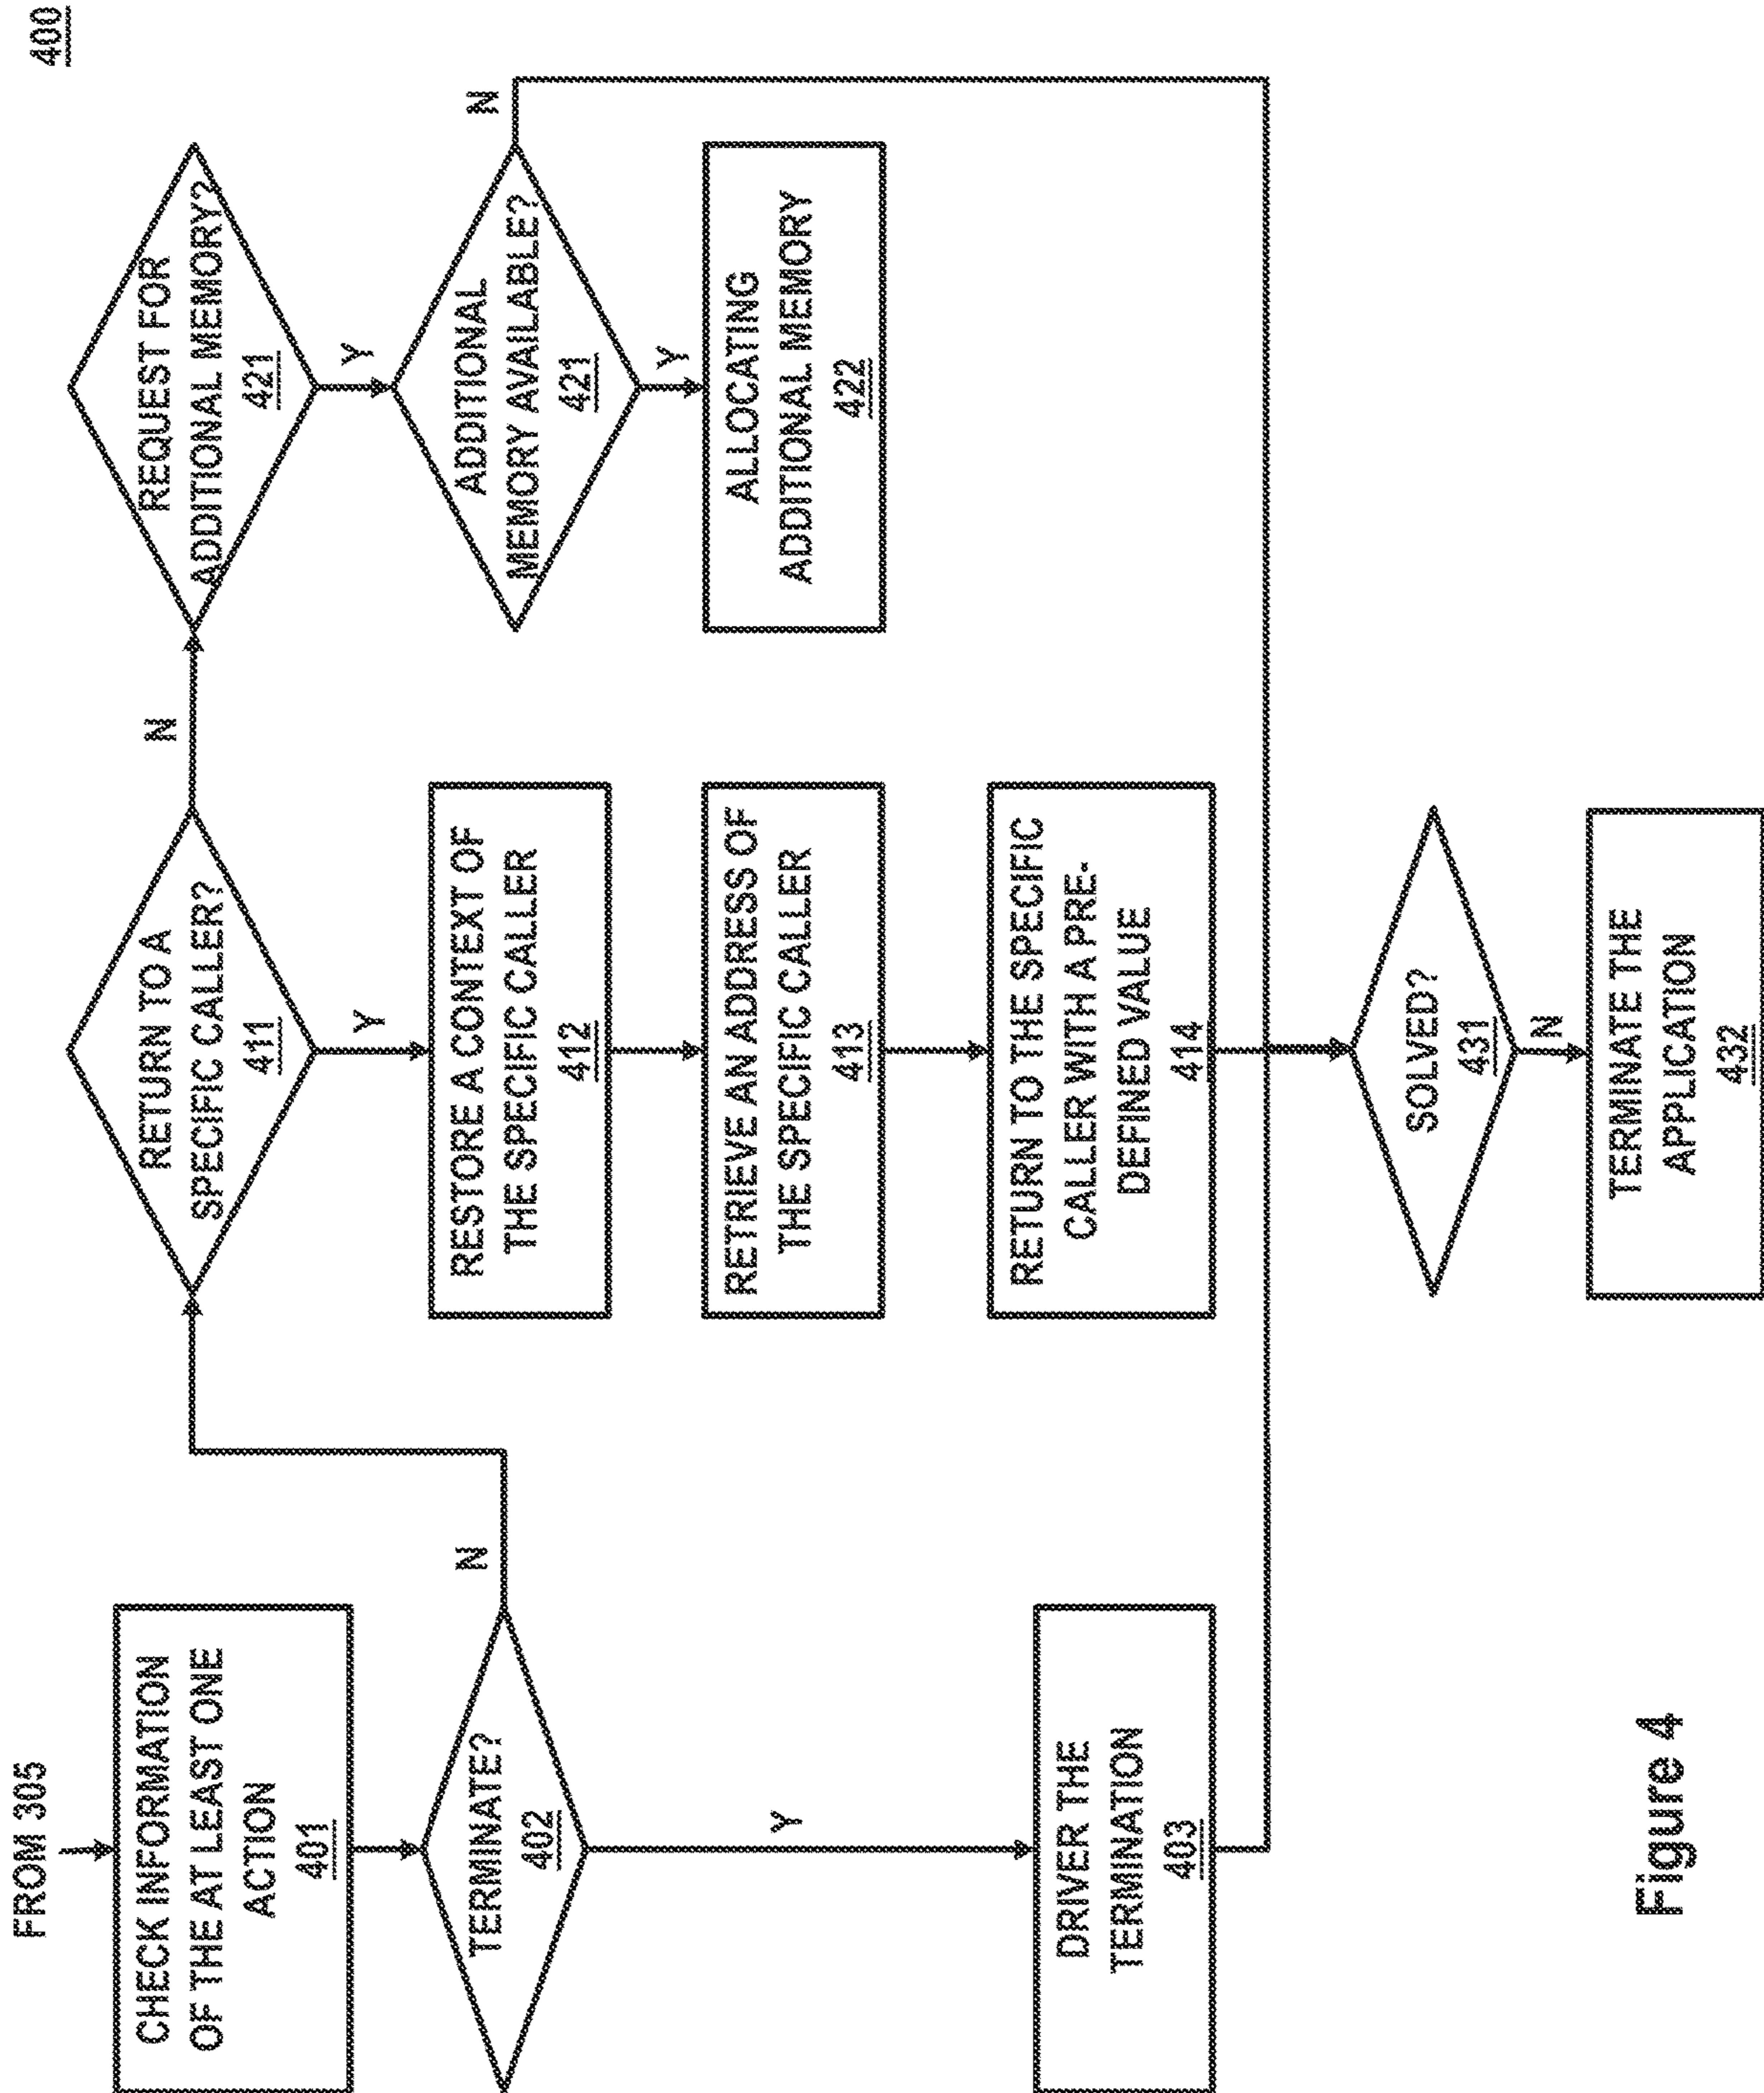 400
FROM 305
CHECK INFORMATION
OF THE AT LEAST ONE
ACTION
401
TERMINATE?
402
N
Y
DRIVER THE
TERMINATION
403
RETURN TO A
SPECIFIC CALLER?
411
N
Y
RESTORE A CONTEXT OF
THE SPECIFIC CALLER
412
RETRIEVE AN ADDRESS OF
THE SPECIFIC CALLER
413
RETURN TO THE SPECIFIC
CALLER WITH A PRE-
DEFINED VALUE
414
REQUEST FOR
ADDITIONAL MEMORY?
421
Y
ADDITIONAL
MEMORY AVAILABLE?
421
N
Y
ALLOCATING
ADDITIONAL MEMORY
422
SOLVED?
431
N
TERMINATE THE
APPLICATION
432
Figure 4